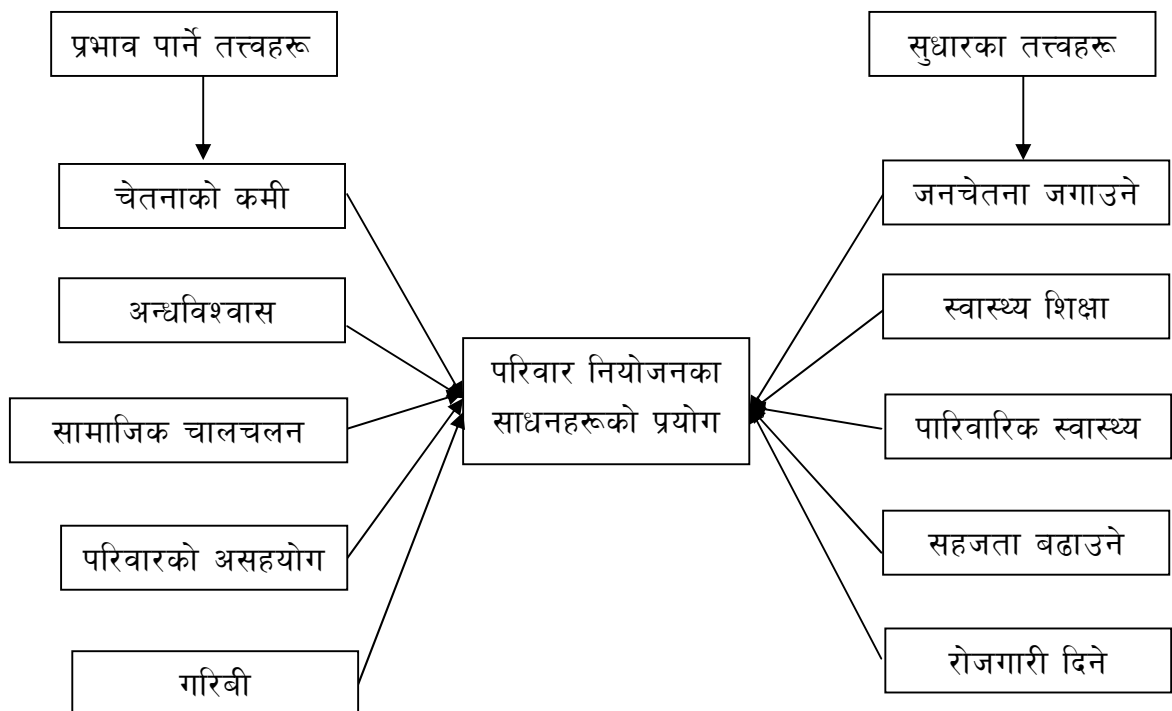 प्रभाव पार्ने तत्त्वहरू
सुधारका तत्त्वहरू
चेतनाको कमी
जनचेतना जगाउने
अन्धविश्वास
स्वास्थ्य शिक्षा
परिवार नियोजनका
साधनहरूको प्रयोग
सामाजिक चालचलन
पारिवारिक स्वास्थ्य
परिवारको असहयोग
सहजता बढाउने
गरिबी
रोजगारी दिने